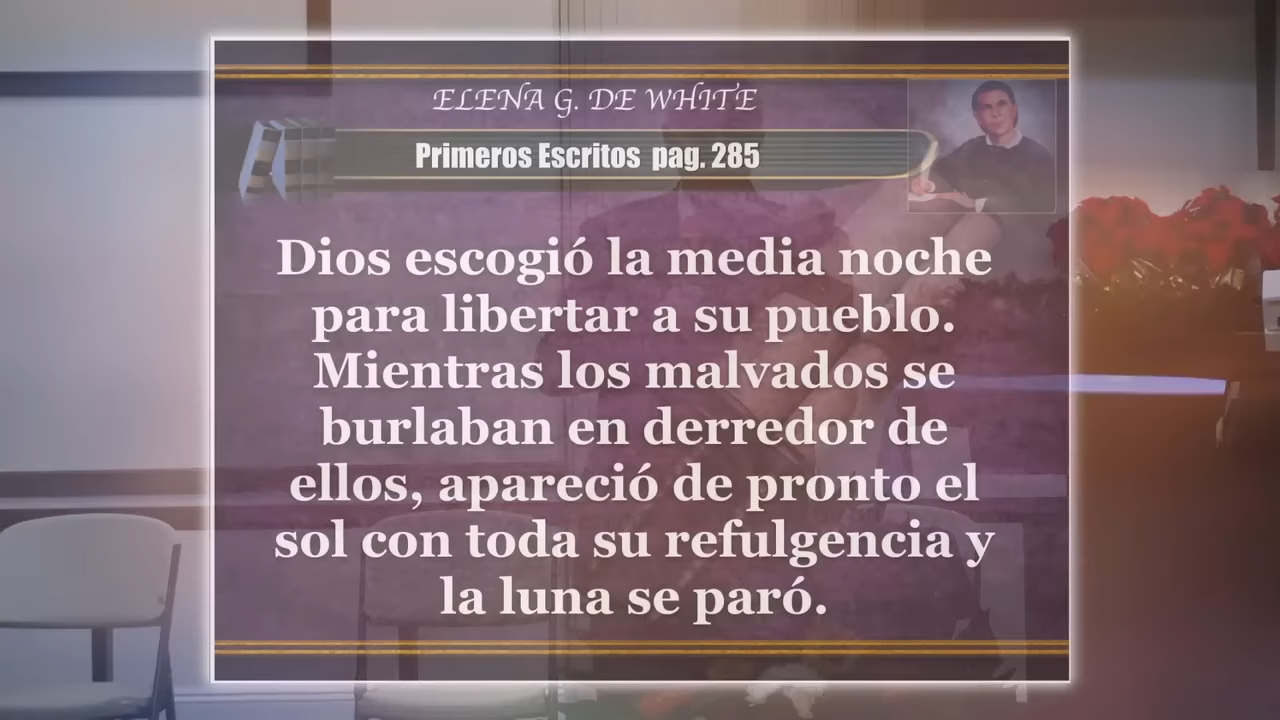 ELENA G. DE WHITE
Primeros Escritos pag. 285
Dios escogió la media noche
para libertar a su pueblo.
Mientras los malvados se
burlaban en derredor de
ellos, apareció de pronto el
sol con toda su refulgencia y
la luna se paró.